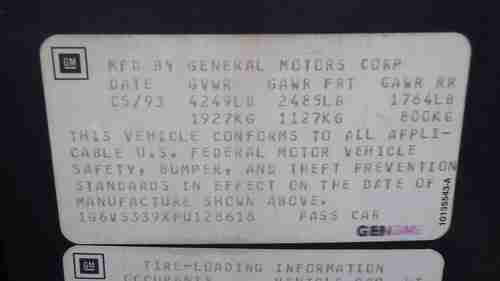 GM
MFD BY GENERAL MOTORS CORP
DATE GVWR GAWR FRT GAWR RR
05/93 4249LB 2485LB 1764LB
1927KG 1127KG 800KG
THIS VEHICLE CONFORMS TO ALL APPLI-
CABLE U.S. FEDERAL MOTOR VEHICLE
SAFETY, BUMPER, AND THEFT PREVENTION
STANDARDS IN EFFECT ON THE DATE OF
MANUFACTURE SHOWN ABOVE.
PASS CAR
GM
TIRE-LOADING INFORMATION
OCCUPANTS